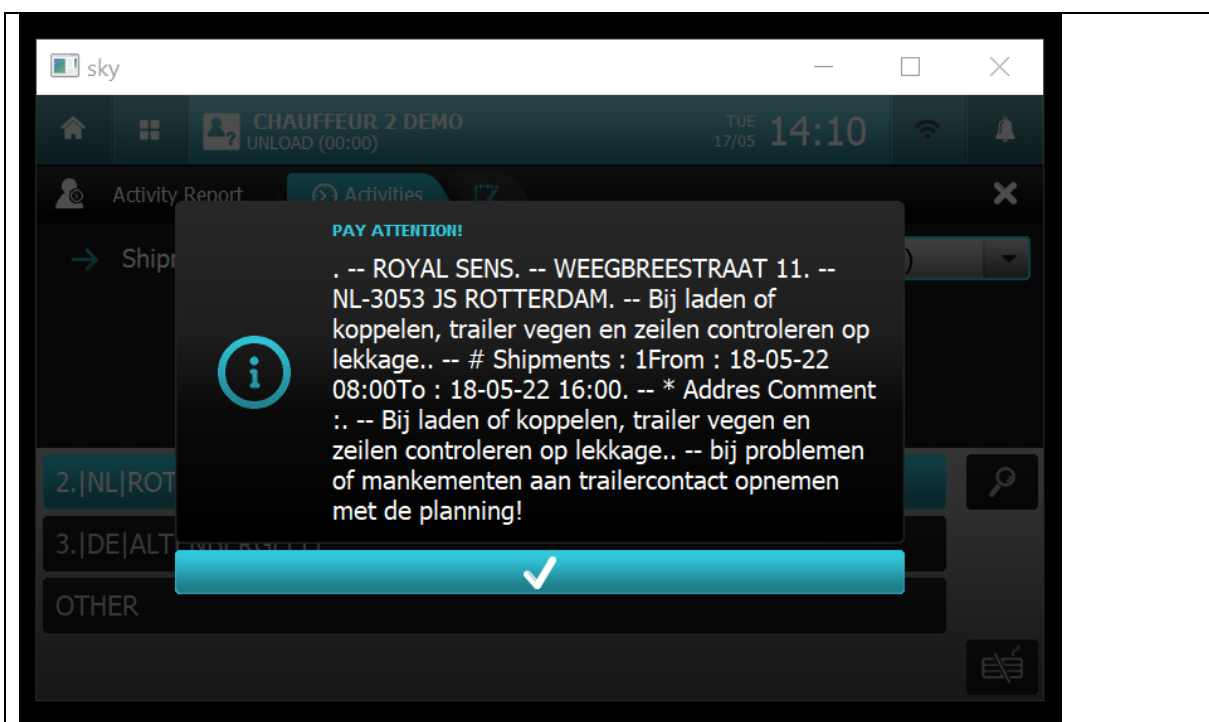 sky
CHAUFFEUR 2 DEMO
UNLOAD (00:00)
TUE
17/05
14:10
Activity Report
Activities
PAY ATTENTION!
. -- ROYAL SENS. -- WEEGBREESTRAAT 11. --
NL-3053 JS ROTTERDAM. -- Bij laden of
koppelen, trailer vegen en zeilen controleren op
lekkage.. -- # Shipments : 1From : 18-05-22
08:00To : 18-05-22 16:00. -- * Addres Comment
:. -- Bij laden of koppelen, trailer vegen en
zeilen controleren op lekkage.. -- bij problemen
of mankementen aan trailercontact opnemen
met de planning!
2.|NL|ROT
3.|DE|ALT
OTHER